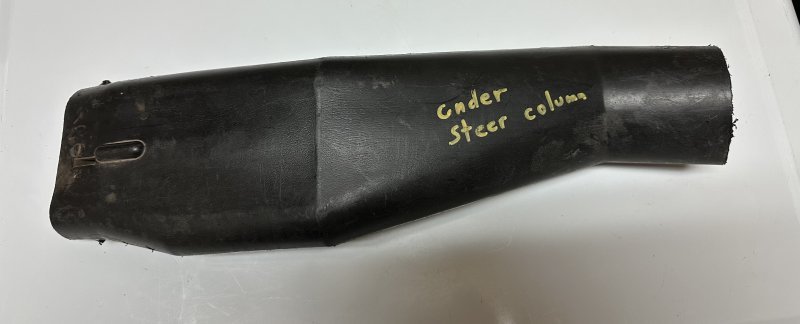 under
steer column